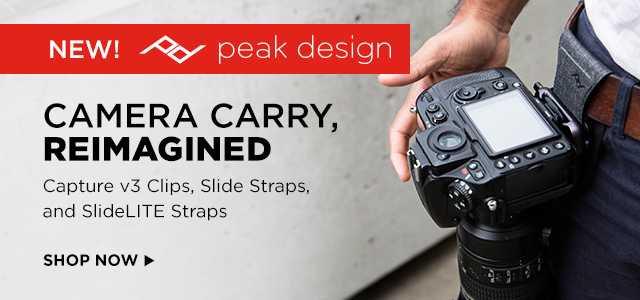 NEW! peak design
CAMERA CARRY,
REIMAGINED
Capture v3 Clips, Slide Straps,
and SlideLITE Straps
SHOP NOW